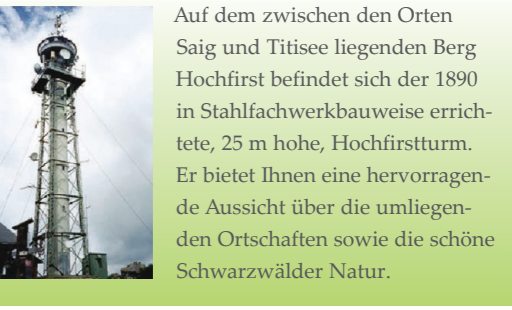 Auf dem zwischen den Orten
Saig und Titisee liegenden Berg
Hochfirst befindet sich der 1890
in Stahlfachwerkbauweise errich-
tete, 25 m hohe, Hochfirstturm.
Er bietet Ihnen eine hervorragen-
de Aussicht über die umliegen-
den Ortschaften sowie die schöne
Schwarzwälder Natur.